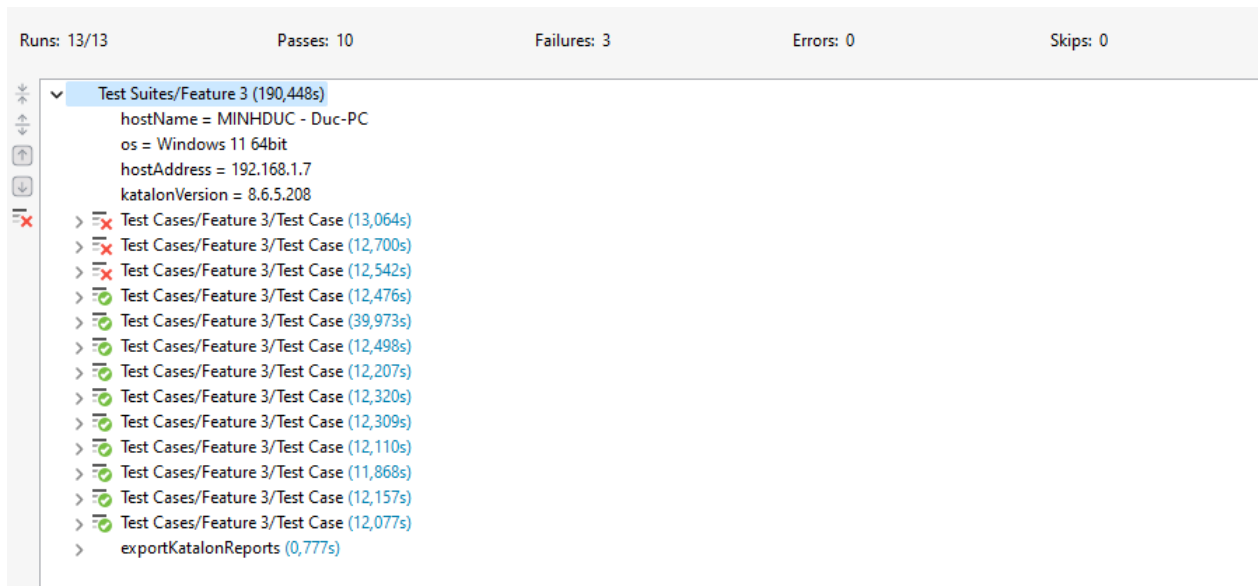 Runs: 13/13 Passes: 10 Failures: 3 Errors: 0 Skips: 0
Test Suites/Feature 3 (190,448s)
hostName = MINHDUC - Duc-PC
os = Windows 11 64bit
hostAddress = 192.168.1.7
katalonVersion = 8.6.5.208
Test Cases/Feature 3/Test Case (13,064s)
Test Cases/Feature 3/Test Case (12,700s)
Test Cases/Feature 3/Test Case (12,542s)
Test Cases/Feature 3/Test Case (12,476s)
Test Cases/Feature 3/Test Case (39,973s)
Test Cases/Feature 3/Test Case (12,498s)
Test Cases/Feature 3/Test Case (12,207s)
Test Cases/Feature 3/Test Case (12,320s)
Test Cases/Feature 3/Test Case (12,309s)
Test Cases/Feature 3/Test Case (12,110s)
Test Cases/Feature 3/Test Case (11,868s)
Test Cases/Feature 3/Test Case (12,157s)
Test Cases/Feature 3/Test Case (12,077s)
exportKatalonReports (0,777s)